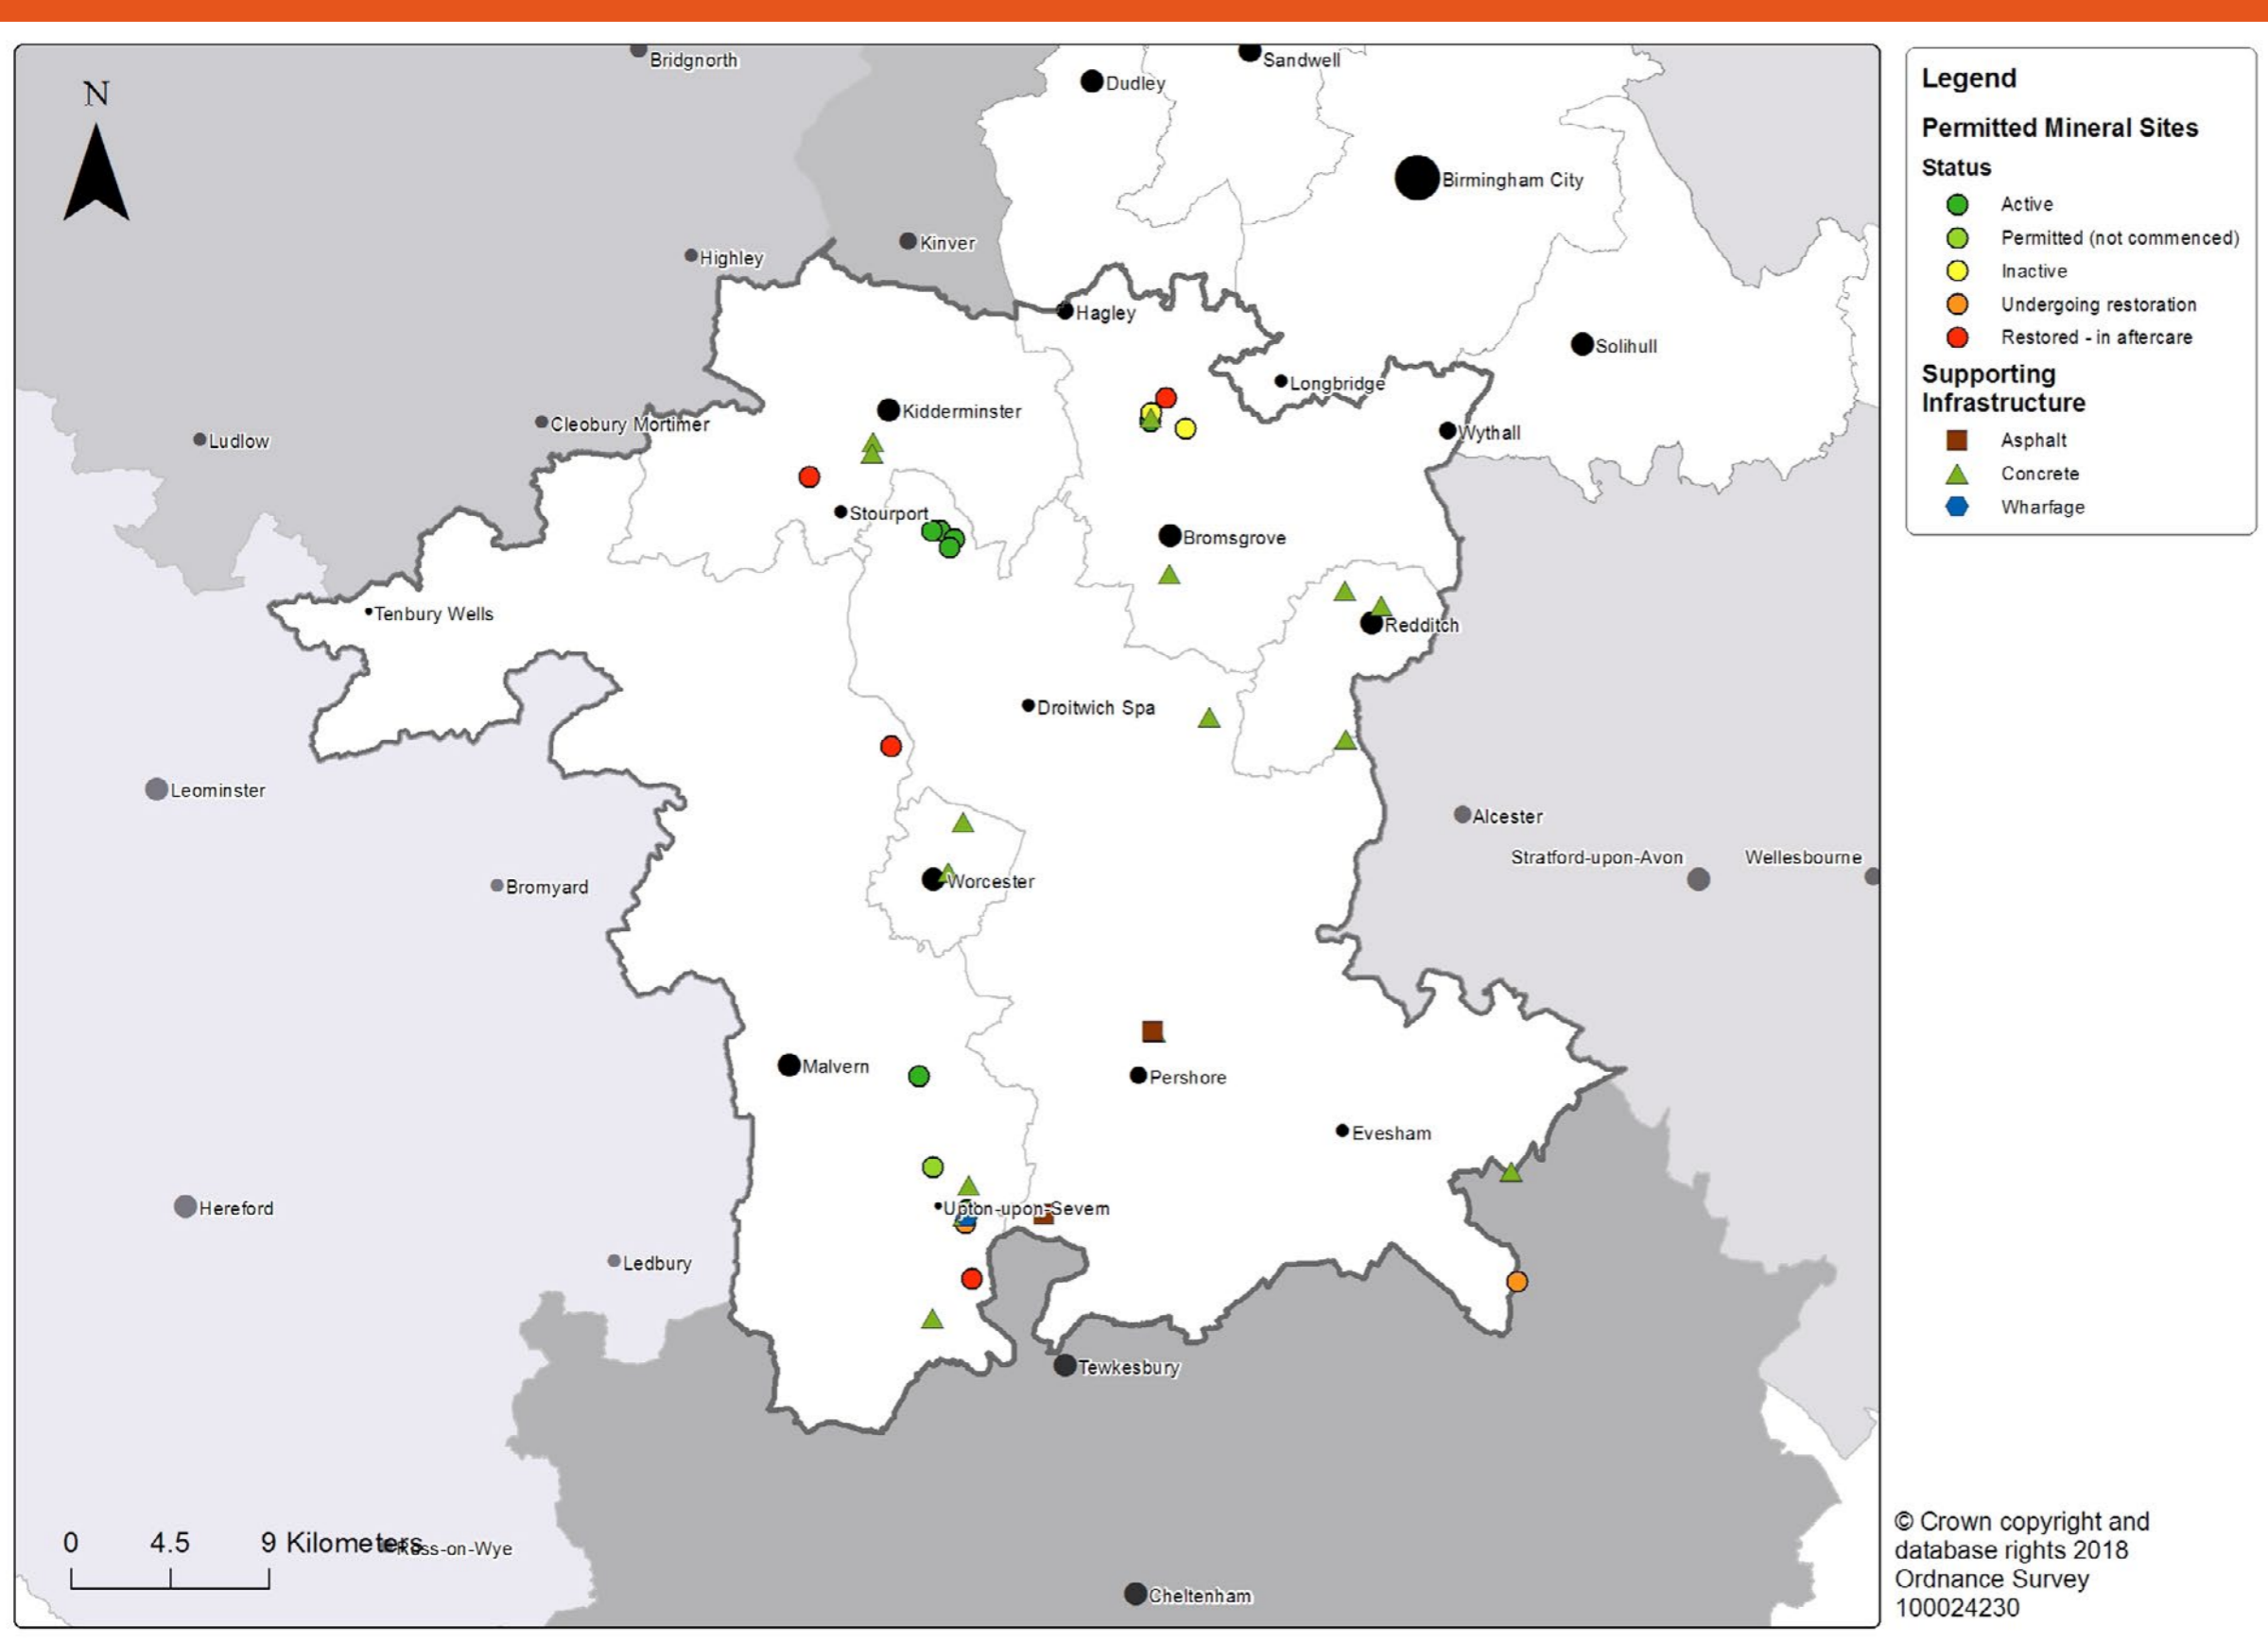 Bridgnorth
Sandwell
Dudley
N
Birmingham City
Kinver
Highley
Hagley
Solihull
Longbridge
Kidderminster
Cleobury Mortimer
Wythall
Ludlow
Stourport
Bromsgrove
Tenbury Wells
Redditch
Droitwich Spa
Leominster
Alcester
Stratford-upon-Avon
Wellesbourne
Worcester
Bromyard
Malvern
Pershore
Evesham
Hereford
Upton-upon-Severn
Ledbury
Tewkesbury
0 4.5 9 Kilometers
Ross-on-Wye
Cheltenham
Legend
Permitted Mineral Sites
Status
Active
Permitted (not commenced)
Inactive
Undergoing restoration
Restored - in aftercare
Supporting
Infrastructure
Asphalt
Concrete
Wharfage
© Crown copyright and
database rights 2018
Ordnance Survey
100024230